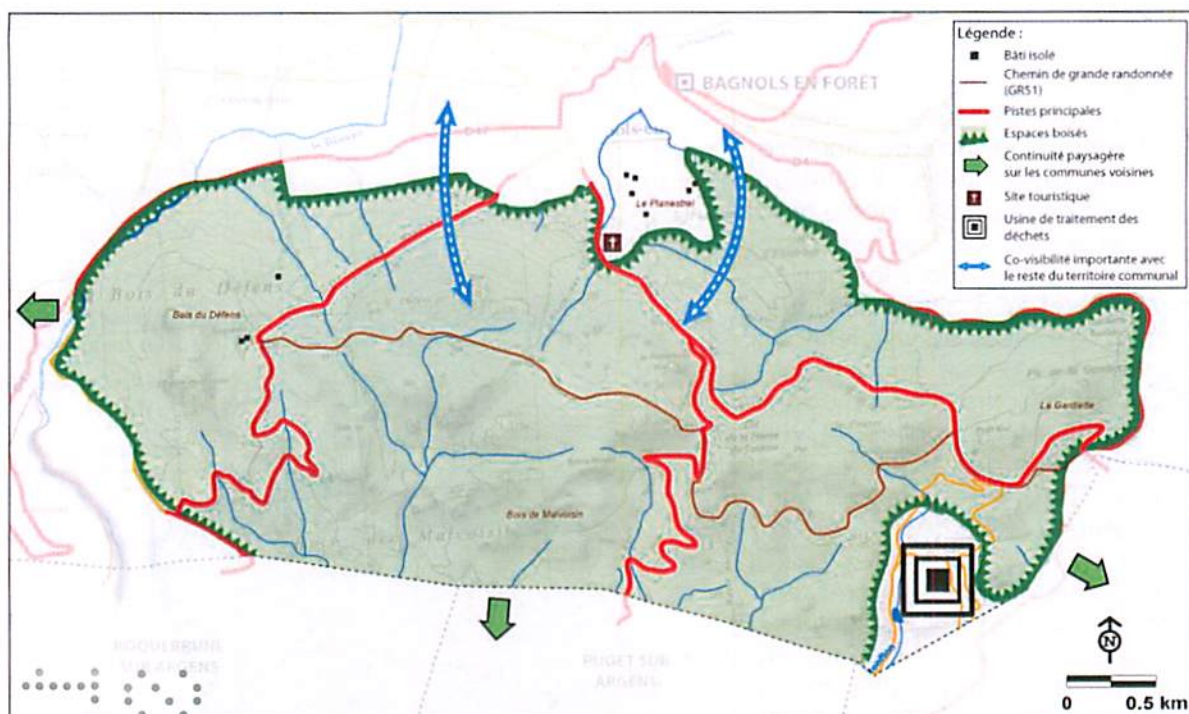 Légende :
Bâti isolé
Chemin de grande randonnée
(GR51)
Pistes principales
Espaces boisés
Continuité paysagère
sur les communes voisines
Site touristique
Usine de traitement des
déchets
Co-visibilité importante avec
le reste du territoire communal
BAGNOLS EN FORÊT
Le Planestrel
Bois du Défens
Bois du Défens
La Gardiette
Bois de Malvoisin
ROQUEBRUNE
SUR ARGENS
PUGET SUR
ARGENS
N
0 0.5 km